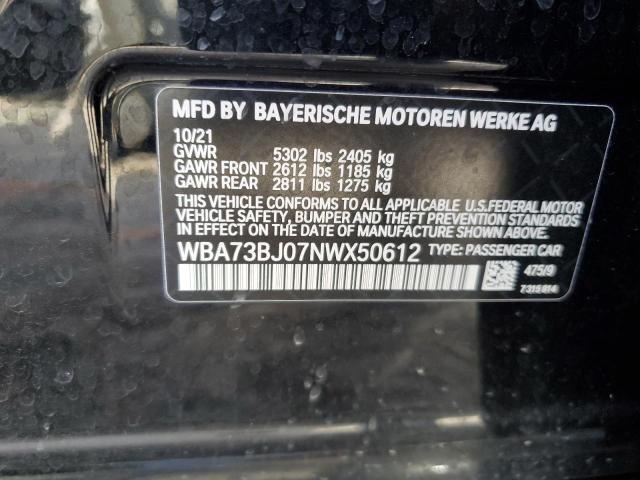 MFD BY BAYERISCHE MOTOREN WERKE AG
10/21
GVWR 5302 lbs 2405 kg
GAWR FRONT 2612 lbs 1185 kg
GAWR REAR 2811 lbs 1275 kg
THIS VEHICLE CONFORMS TO ALL APPLICABLE U.S.FEDERAL MOTOR
VEHICLE SAFETY, BUMPER AND THEFT PREVENTION STANDARDS
IN EFFECT ON THE DATE OF MANUFACTURE SHOWN ABOVE.
WBA73BJ07NWX50612 TYPE: PASSENGER CAR
475/9
7315814